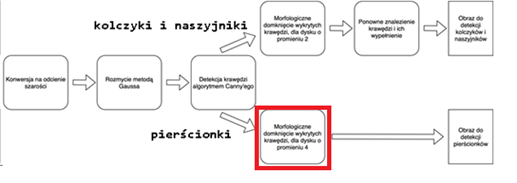 kolczyki i naszyjniki
Morfologiczne
domknięcie wykrytych
krawędzi, dla dysku o
promieniu 2
Ponowne znalezienie
krawędzi i ich
wypełnienie
Obraz do
detekcji
kolczyków i
naszyjników
Konwersja na odcienie
szarości
Rozmycie metodą
Gaussa
Detekcja krawędzi
algorytmem Canny'ego
pierścionki
Morfologiczne
domknięcie wykrytych
krawędzi, dla dysku o
promieniu 4
Obraz do
detekcji
pierścionków